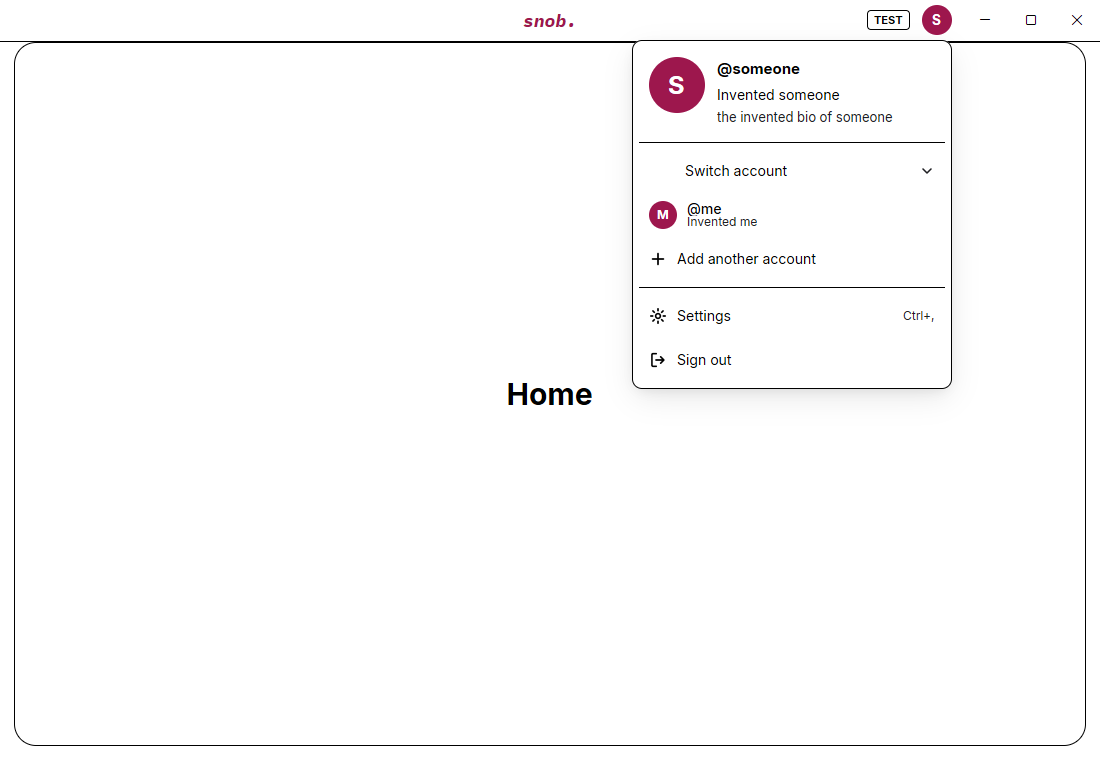 snob.
TEST
S
S
@someone
Invented someone
the invented bio of someone
Switch account
M
@me
Invented me
Add another account
Settings
Ctrl+,
Sign out
Home